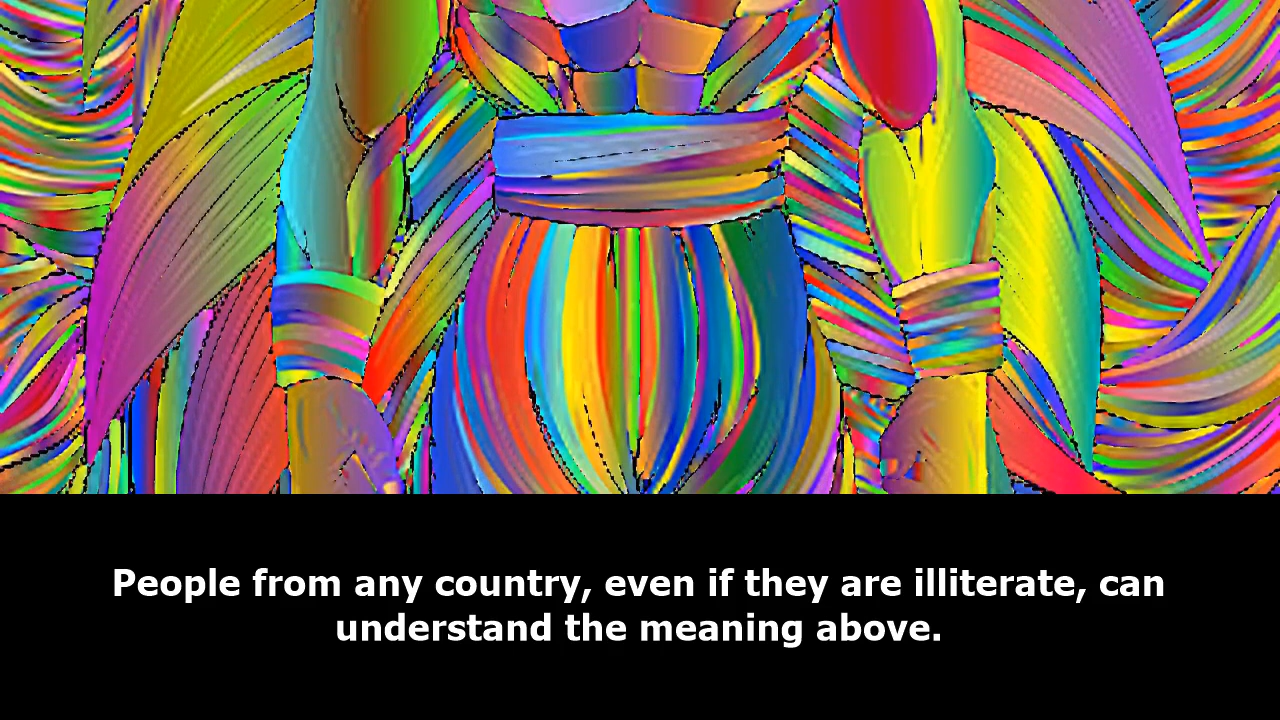 People from any country, even if they are illiterate, can
understand the meaning above.